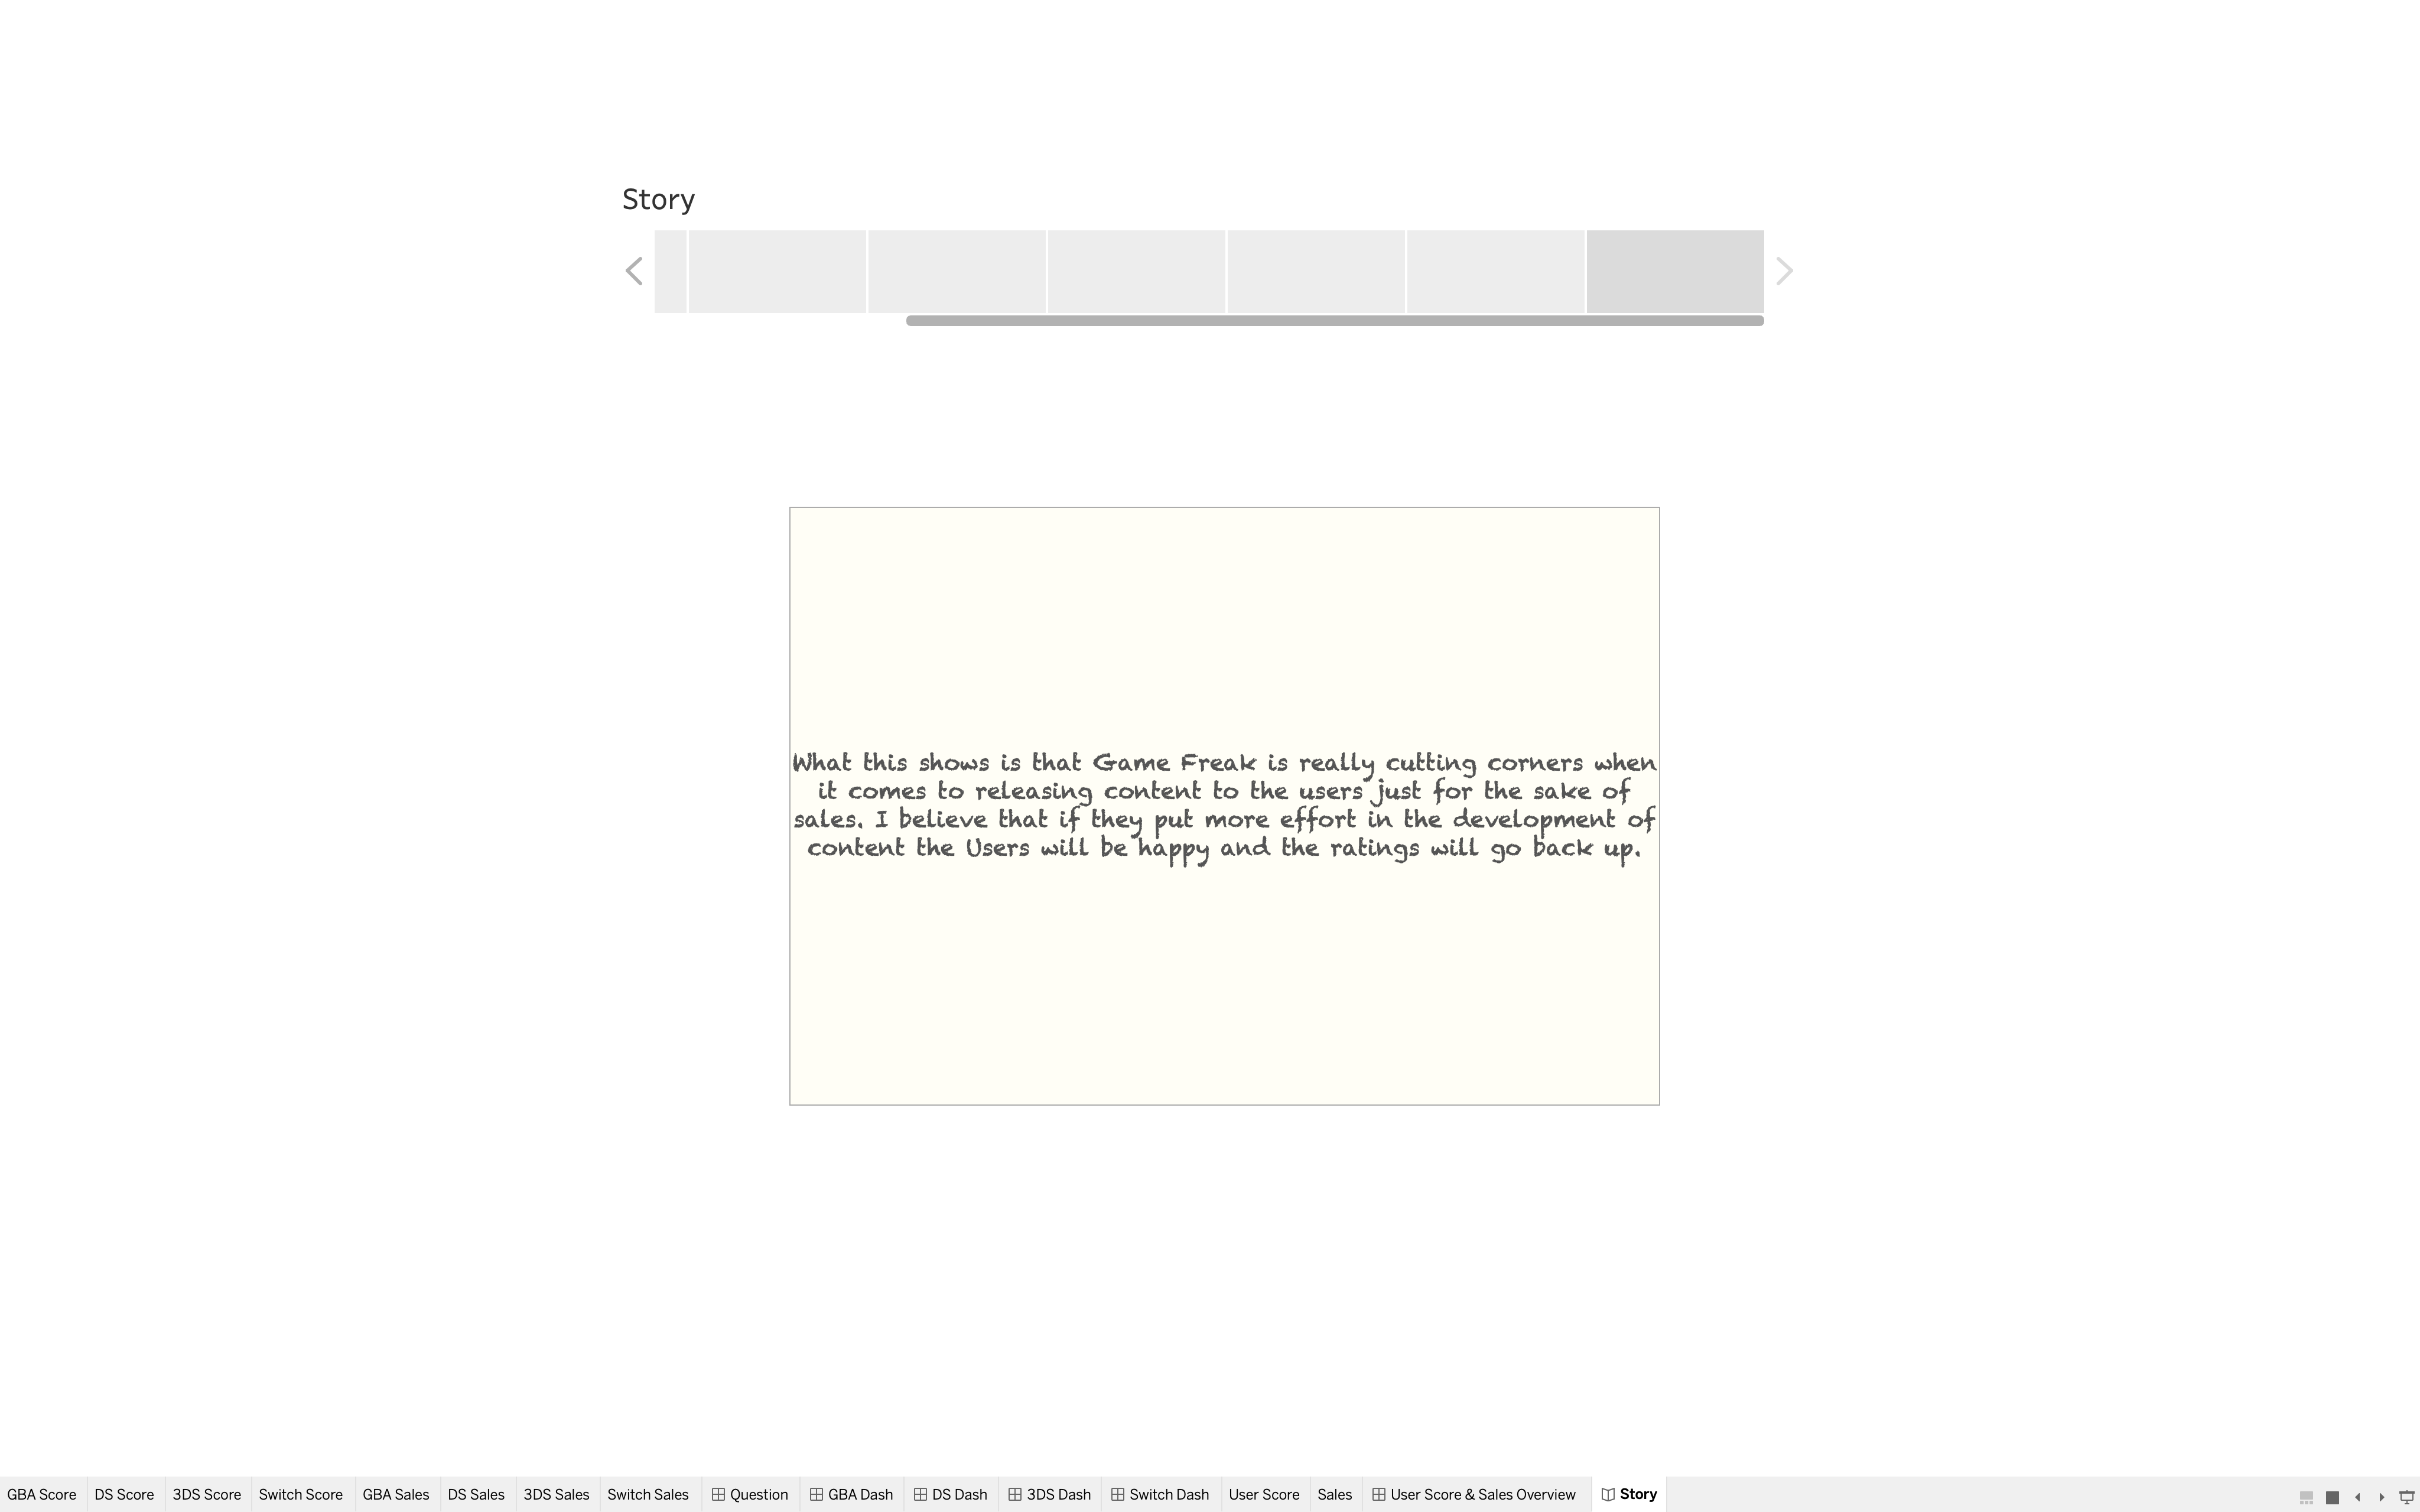 Story
What this shows is that Game Freak is really cutting corners when
it comes to releasing content to the users just for the sake of
sales. I believe that if they put more effort in the development of
content the Users will be happy and the ratings will go back up.
GBA Score DS Score 3DS Score Switch Score GBA Sales DS Sales 3DS Sales Switch Sales Question GBA Dash DS Dash 3DS Dash Switch Dash User Score Sales User Score & Sales Overview Story